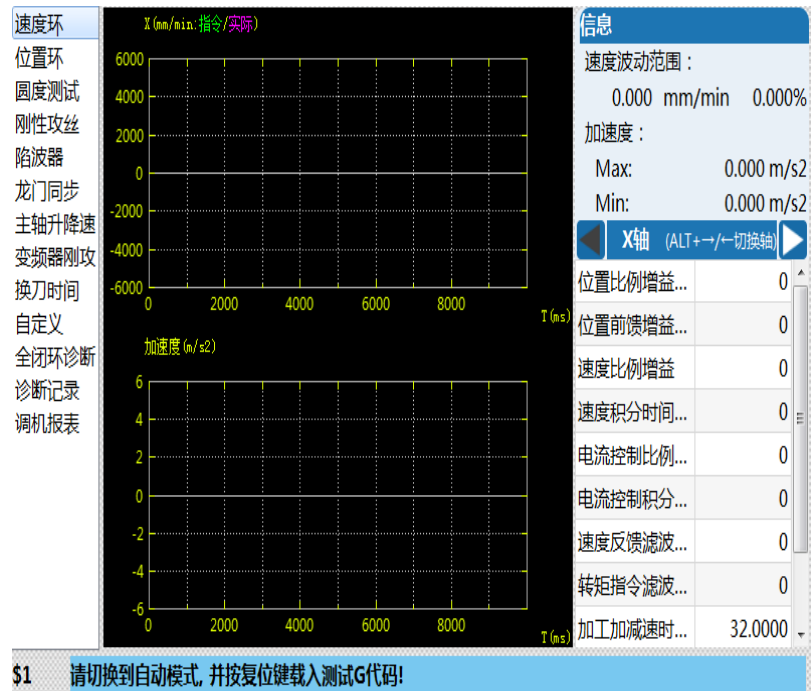 速度环
位置环
圆度测试
刚性攻丝
陷波器
龙门同步
主轴升降速
变频器刚攻
换刀时间
自定义
全闭环诊断
诊断记录
调机报表
X(mm/min:指令/实际)
6000
4000
2000
0
-2000
-4000
-6000
0 2000 4000 6000 8000 T(ms)
加速度(m/s2)
6
4
2
0
-2
-4
-6
0 2000 4000 6000 8000 T(ms)
信息
速度波动范围：
0.000 mm/min 0.000%
加速度：
Max: 0.000 m/s2
Min: 0.000 m/s2
X轴 (ALT+→/←切换轴)
位置比例增益... 0
位置前馈增益... 0
速度比例增益 0
速度积分时间... 0
电流控制比例... 0
电流控制积分... 0
速度反馈滤波... 0
转矩指令滤波... 0
加工加减速时... 32.0000
$1 请切换到自动模式, 并按复位键载入测试G代码!